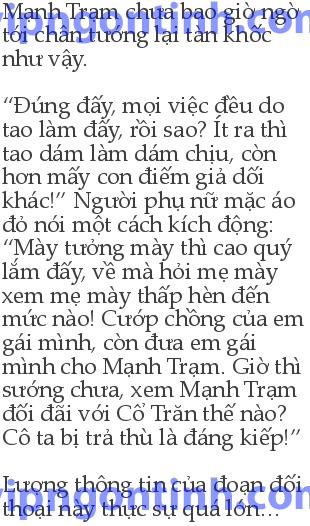 Mạnh Trạm chưa bao giờ ngờ
tới chân tướng lại tàn khốc
như vậy.
“Đúng đấy, mọi việc đều do
tao làm đấy, rồi sao? Ít ra thì
tao dám làm dám chịu, còn
hơn mấy con điếm giả dối
khác!” Người phụ nữ mặc áo
đỏ nói một cách kích động:
“Mày tưởng mày thì cao quý
lắm đấy, về mà hỏi mẹ mày
xem mẹ mày thấp hèn đến
mức nào! Cướp chồng của em
gái mình, còn đưa em gái
mình cho Mạnh Trạm. Giờ thì
sướng chưa, xem Mạnh Trạm
đối đãi với Cổ Trăn thế nào?
Cô ta bị trả thù là đáng kiếp!”
Lượng thông tin của đoạn đối
thoại này thực sự quá lớn…
vipngontinh.com
vipngontinh.com